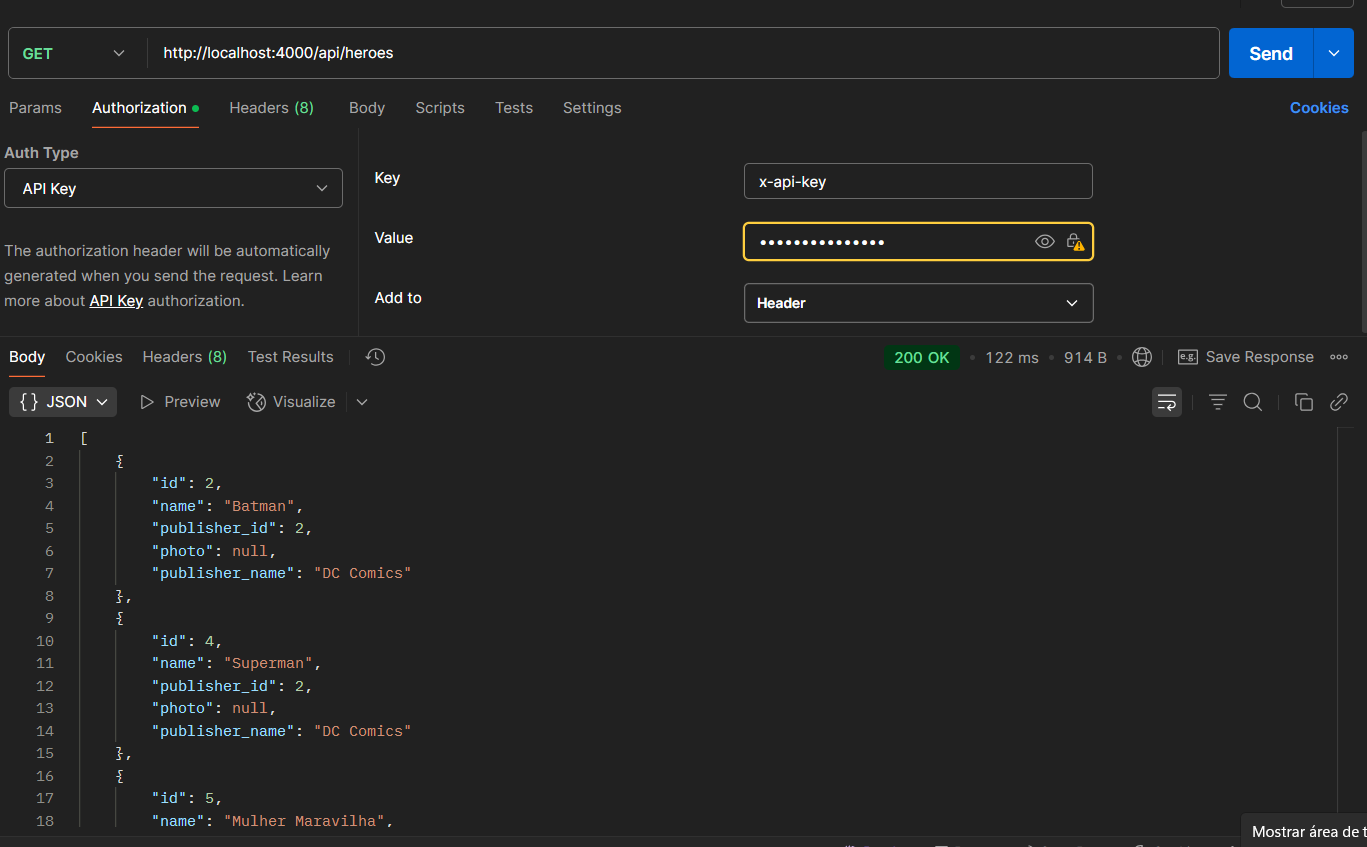 GET http://localhost:4000/api/heroes Send
Params Authorization Headers (8) Body Scripts Tests Settings Cookies
Auth Type
API Key
The authorization header will be automatically
generated when you send the request. Learn
more about API Key authorization.
Key x-api-key
Value •••••••••••••••
Add to Header
Body Cookies Headers (8) Test Results 200 OK • 122 ms • 914 B • e.g. Save Response
{} JSON Preview Visualize
1 [
2 {
3 "id": 2,
4 "name": "Batman",
5 "publisher_id": 2,
6 "photo": null,
7 "publisher_name": "DC Comics"
8 },
9 {
10 "id": 4,
11 "name": "Superman",
12 "publisher_id": 2,
13 "photo": null,
14 "publisher_name": "DC Comics"
15 },
16 {
17 "id": 5,
18 "name": "Mulher Maravilha",
Mostrar área de t